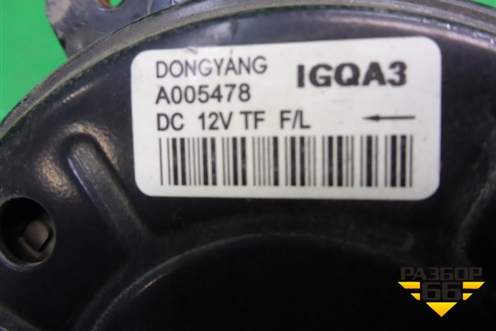 DONGYANG IGQA3
A005478
DC 12V TF F/L ←
РАЗБОР
66